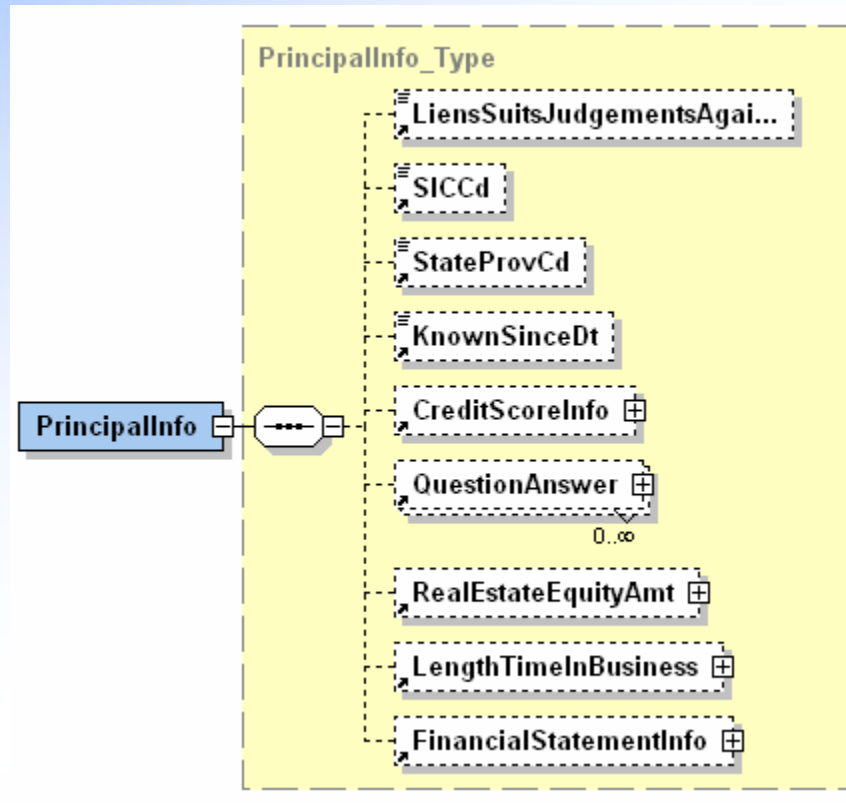 PrincipalInfo_Type
LiensSuitsJudgementsAgai...
SICCd
StateProvCd
KnownSinceDt
PrincipalInfo
CreditScoreInfo
QuestionAnswer
0..∞
RealEstateEquityAmt
LengthTimeInBusiness
FinancialStatementInfo